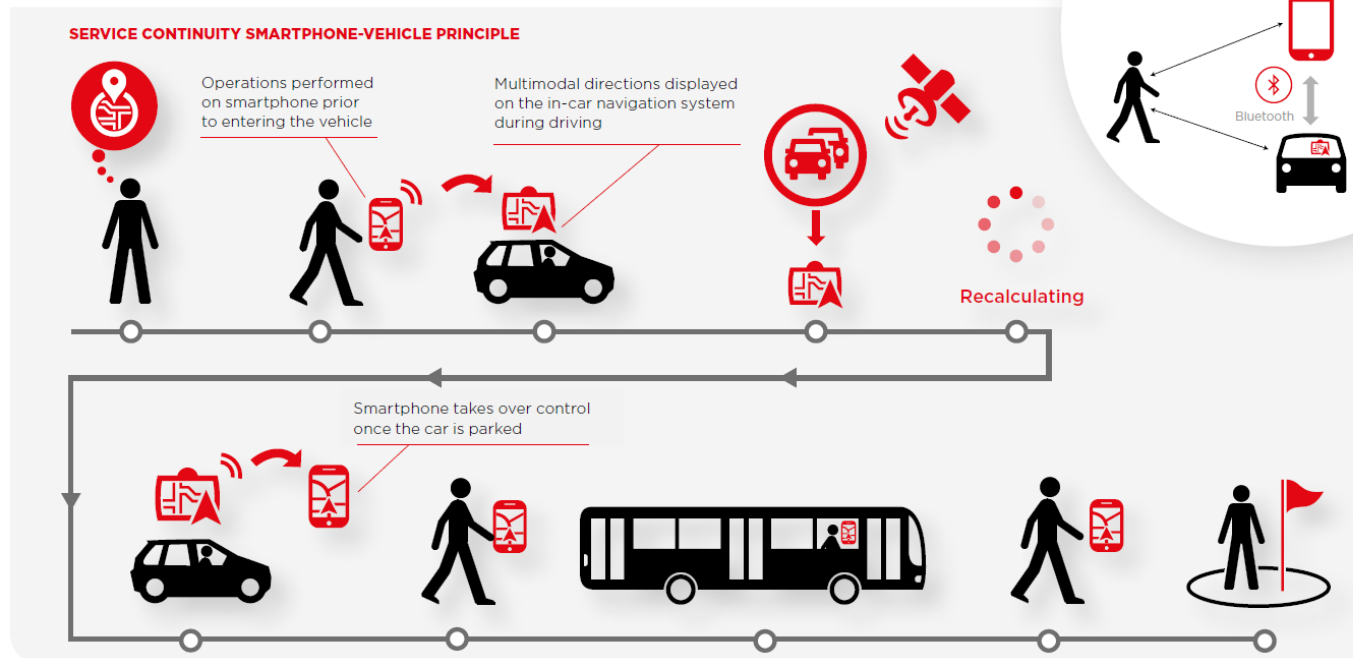 SERVICE CONTINUITY SMARTPHONE-VEHICLE PRINCIPLE
Operations performed
on smartphone prior
to entering the vehicle
Multimodal directions displayed
on the in-car navigation system
during driving
Bluetooth
Recalculating
Smartphone takes over control
once the car is parked